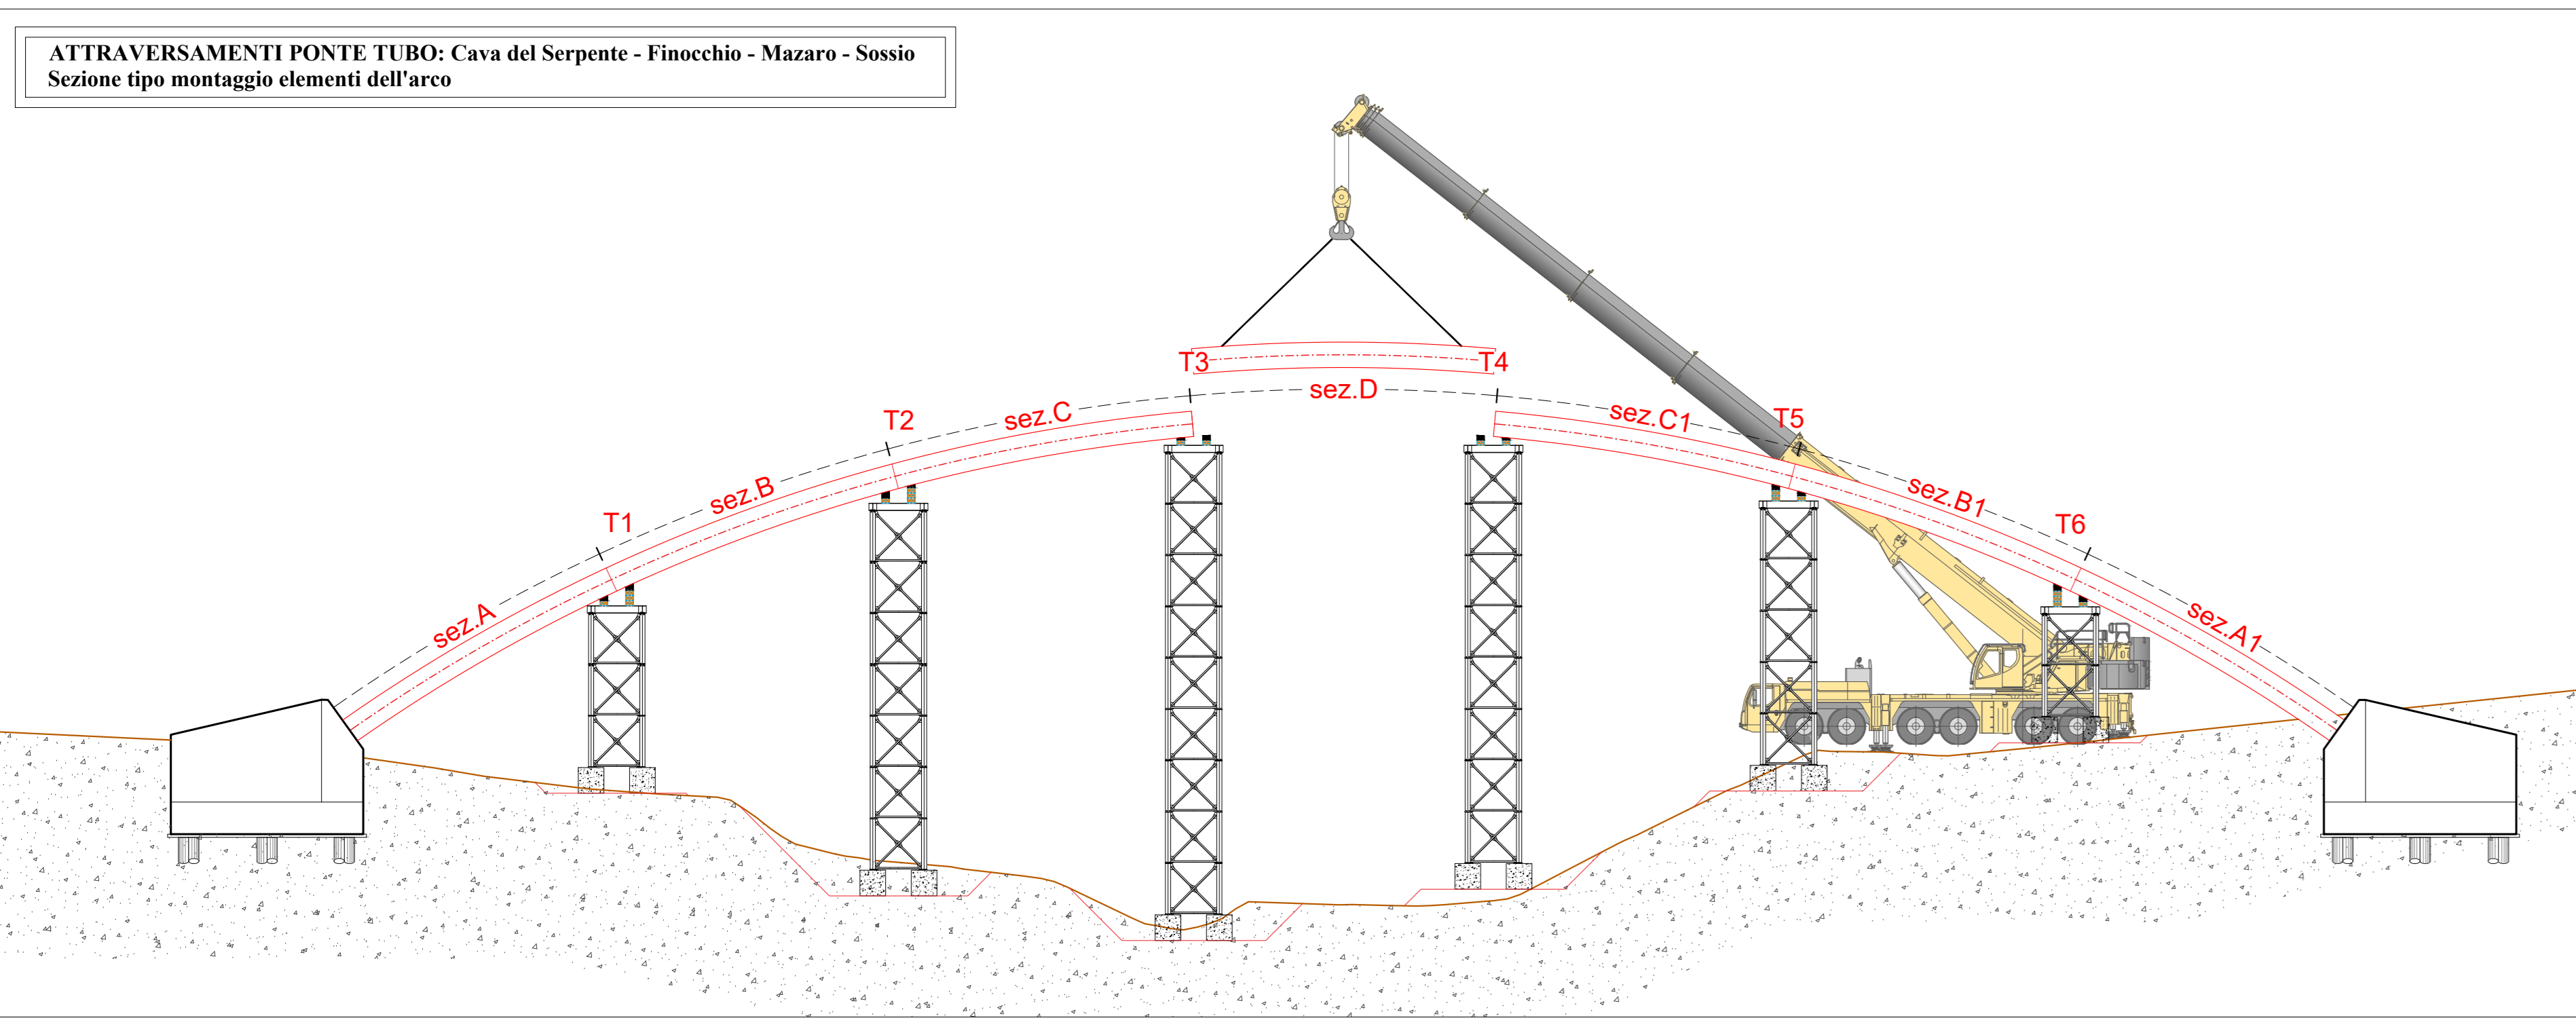 ATTRAVERSAMENTI PONTE TUBO: Cava del Serpente - Finocchio - Mazaro - Sossio
Sezione tipo montaggio elementi dell'arco
T3
T4
sez.D
T2
sez.C
sez.C1
T5
sez.B
sez.B1
T1
T6
sez.A
sez.A1